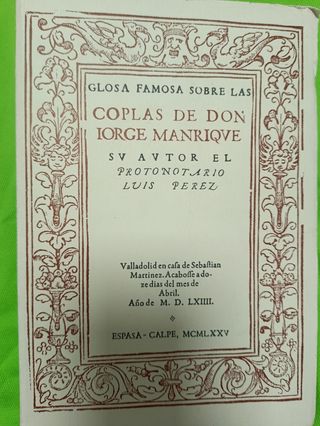 GLOSA FAMOSA SOBRE LAS
COPLAS DE DON
IORGE MANRIQVE
SV AVTOR EL
PROTONOTARIO
LUIS PEREZ
Valladolid en casa de Sebastian
Martinez. Acabosse a do-
ze dias del mes de
Abril.
Año de M. D. LXIIII.
ESPASA-CALPE, MCMLXXV